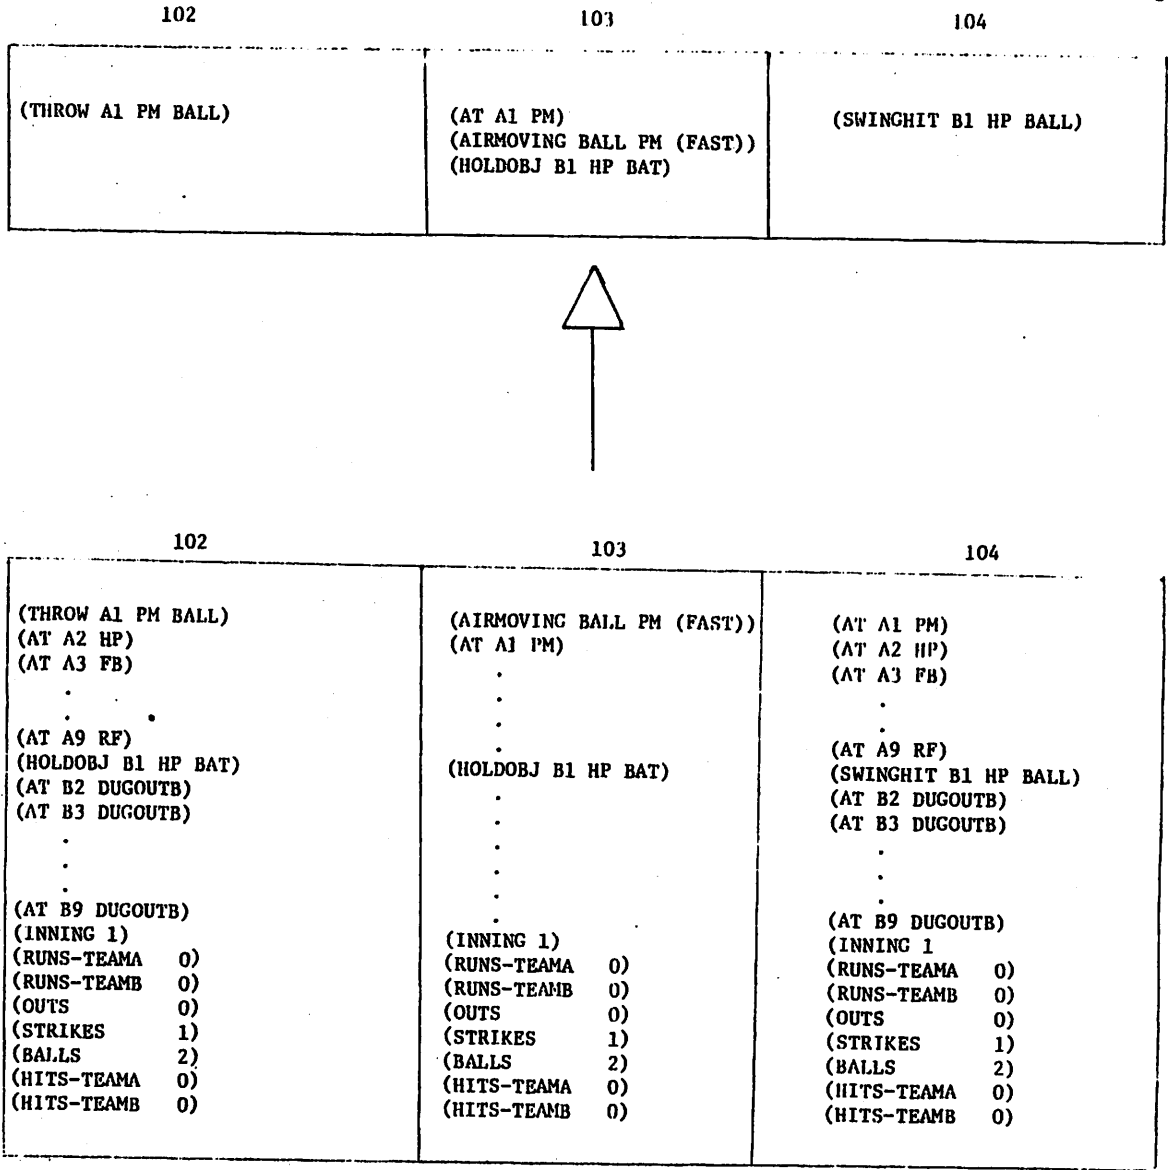 102 103 104
(THROW A1 PM BALL)
(AT A1 PM)
(AIRMOVING BALL PM (FAST))
(HOLDOBJ B1 HP BAT)
(SWINGHIT B1 HP BALL)
102 103 104
(THROW A1 PM BALL)
(AT A2 HP)
(AT A3 FB)
.
.
(AT A9 RF)
(HOLDOBJ B1 HP BAT)
(AT B2 DUGOUTB)
(AT B3 DUGOUTB)
.
.
.
(AT B9 DUGOUTB)
(INNING 1)
(RUNS-TEAMA 0)
(RUNS-TEAMB 0)
(OUTS 0)
(STRIKES 1)
(BALLS 2)
(HITS-TEAMA 0)
(HITS-TEAMB 0)
(AIRMOVING BALL PM (FAST))
(AT A1 PM)
.
.
.
.
(HOLDOBJ B1 HP BAT)
.
.
.
.
.
.
(INNING 1)
(RUNS-TEAMA 0)
(RUNS-TEAMB 0)
(OUTS 0)
(STRIKES 1)
(BALLS 2)
(HITS-TEAMA 0)
(HITS-TEAMB 0)
(AT A1 PM)
(AT A2 HP)
(AT A3 FB)
.
.
(AT A9 RF)
(SWINGHIT B1 HP BALL)
(AT B2 DUGOUTB)
(AT B3 DUGOUTB)
.
.
.
(AT B9 DUGOUTB)
(INNING 1
(RUNS-TEAMA 0)
(RUNS-TEAMB 0)
(OUTS 0)
(STRIKES 1)
(BALLS 2)
(HITS-TEAMA 0)
(HITS-TEAMB 0)